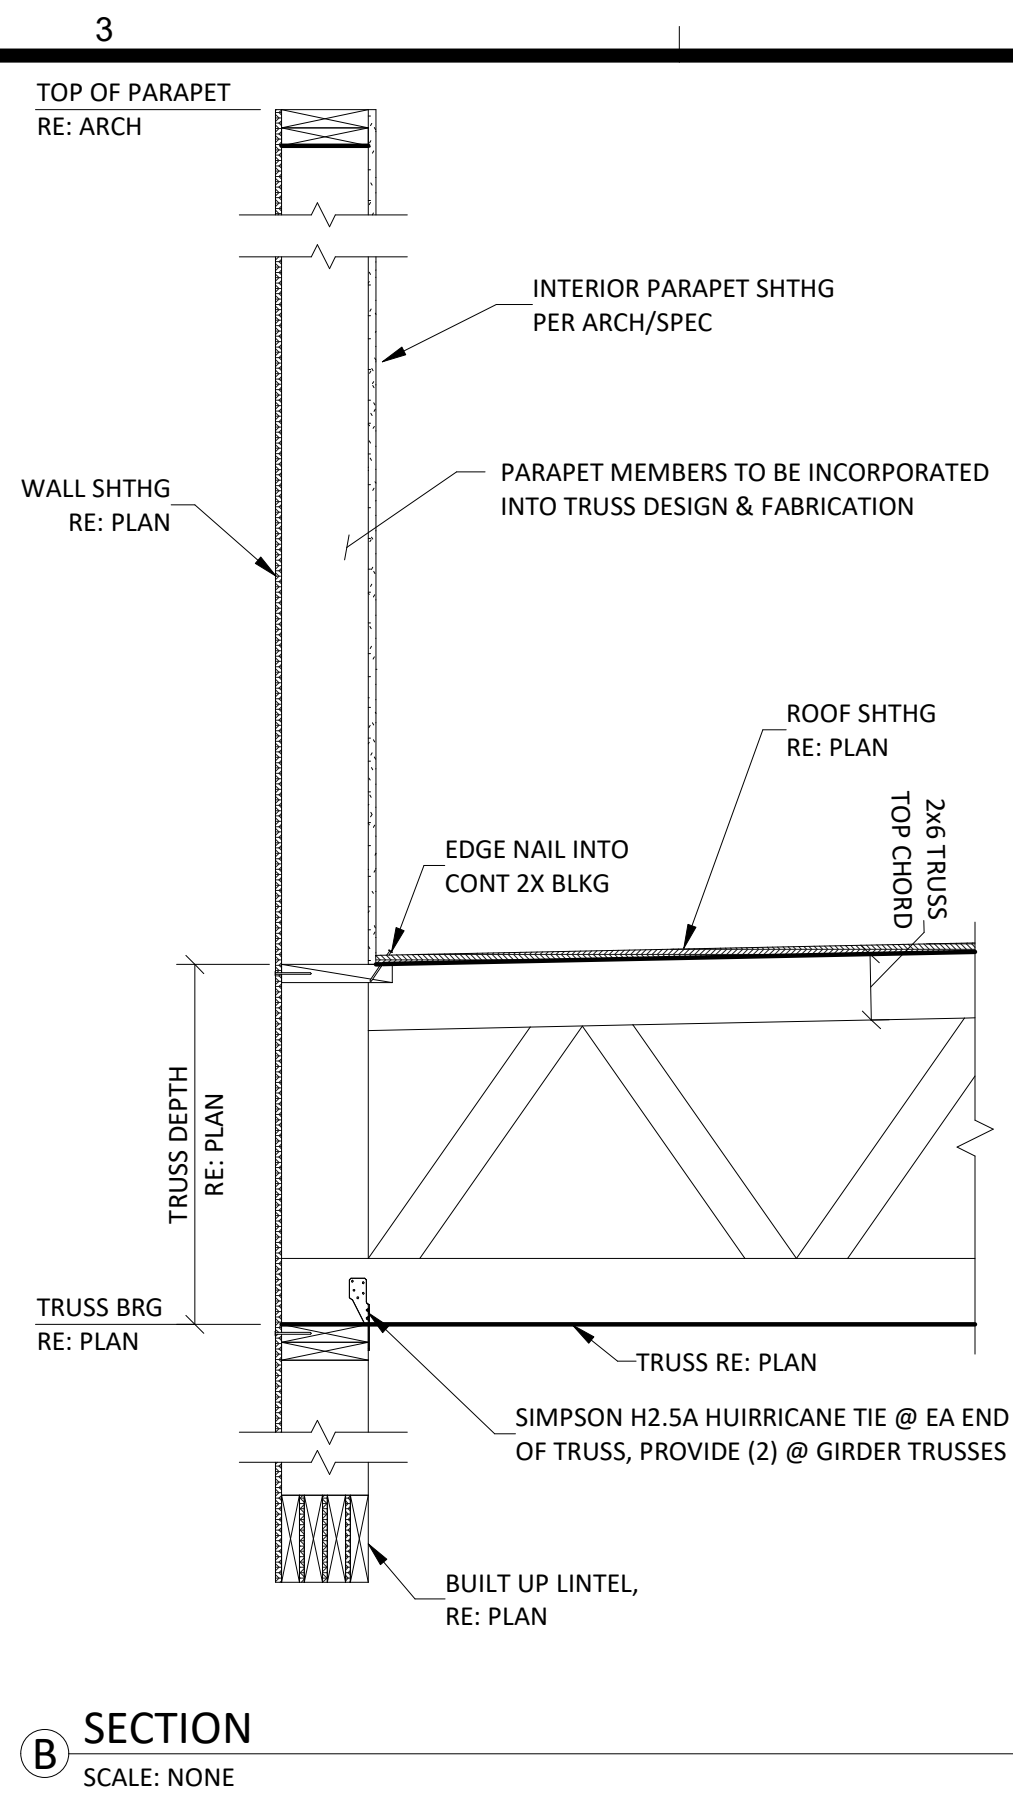 3
TOP OF PARAPET
RE: ARCH
INTERIOR PARAPET SHTHG
PER ARCH/SPEC
WALL SHTHG
RE: PLAN
PARAPET MEMBERS TO BE INCORPORATED
INTO TRUSS DESIGN & FABRICATION
ROOF SHTHG
RE: PLAN
2x6 TRUSS
TOP CHORD
EDGE NAIL INTO
CONT 2X BLKG
TRUSS DEPTH
RE: PLAN
TRUSS BRG
RE: PLAN
TRUSS RE: PLAN
SIMPSON H2.5A HUIRRICANE TIE @ EA END
OF TRUSS, PROVIDE (2) @ GIRDER TRUSSES
BUILT UP LINTEL,
RE: PLAN
B
SECTION
SCALE: NONE